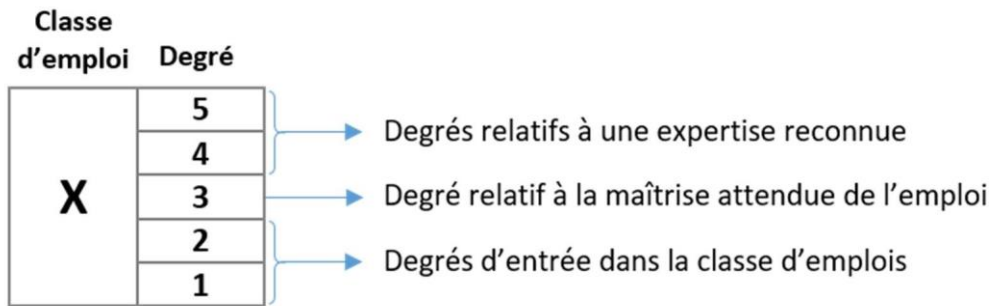 Classe
d’emploi Degré
5
Degrés relatifs à une expertise reconnue
4
X
3
Degré relatif à la maîtrise attendue de l’emploi
2
Degrés d’entrée dans la classe d’emplois
1